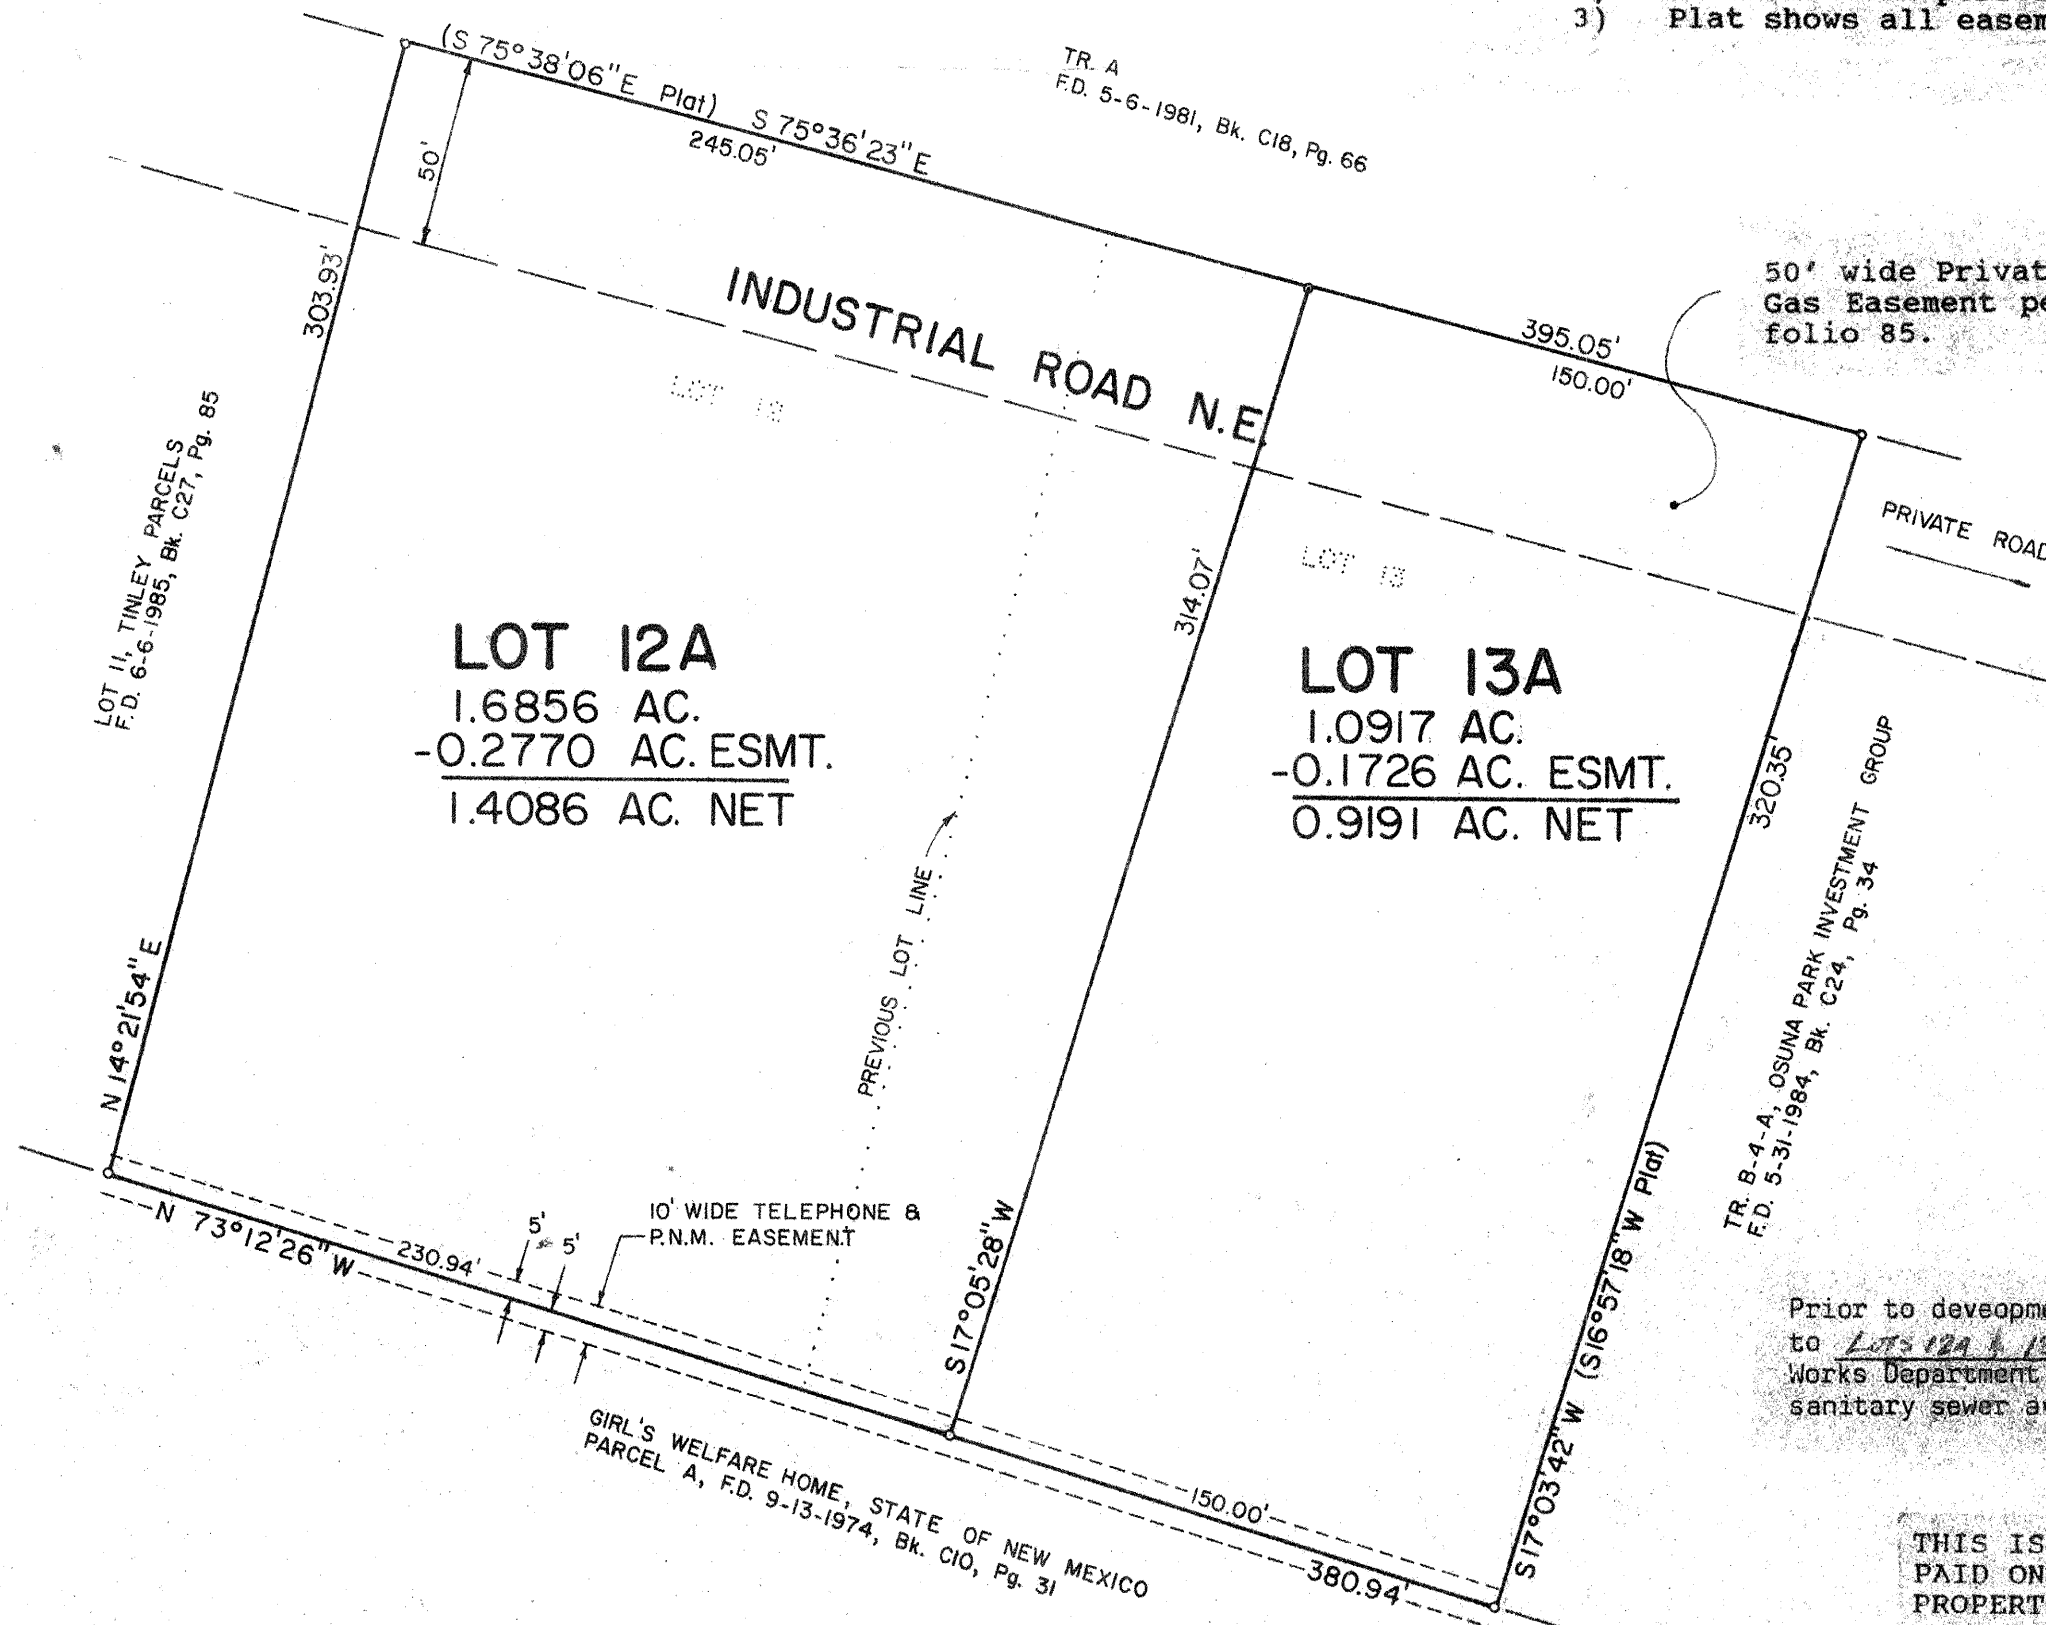 3) Plat shows all easem
(S 75°38'06"E Plat) S 75°36'23"E
245.05'
TR. A
F.D. 5-6-1981, Bk. C18, Pg. 66
50'
303.93'
INDUSTRIAL ROAD N.E.
50' wide Privat
Gas Easement pe
folio 85.
395.05'
150.00'
LOT 12
LOT 13
PRIVATE ROAD
LOT 11, TINLEY PARCELS
F.D. 6-6-1985, Bk. C27, Pg. 85
314.07'
LOT 12A
1.6856 AC.
-0.2770 AC. ESMT.
1.4086 AC. NET
LOT 13A
1.0917 AC.
-0.1726 AC. ESMT.
0.9191 AC. NET
320.35'
PREVIOUS LOT LINE
N 14°21'54" E
TR. B-4-A, OSUNA PARK INVESTMENT GROUP
F.D. 5-31-1984, Bk. C24, Pg. 34
10' WIDE TELEPHONE &
P.N.M. EASEMENT
5'
5'
230.94'
N 73°12'26" W
S17°05'28" W
S17°03'42"W (S16°57'18"W Plat)
GIRL'S WELFARE HOME, STATE OF NEW MEXICO
PARCEL A, F.D. 9-13-1974, Bk. C10, Pg. 31
150.00'
380.94'
Prior to deveopme
to Lots 12A & 13
Works Department
sanitary sewer av
THIS IS
PAID ON
PROPERT